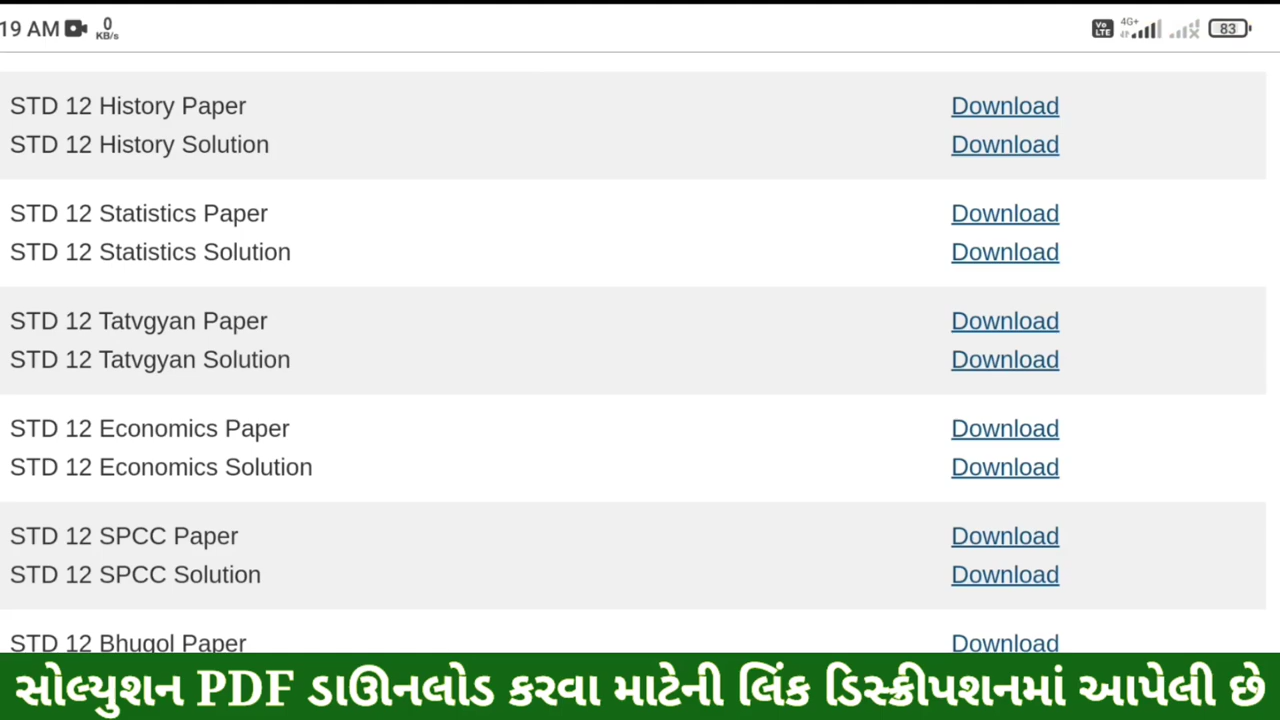 19 AM 0 KB/s Vo LTE 4G+ 83
STD 12 History Paper Download
STD 12 History Solution Download
STD 12 Statistics Paper Download
STD 12 Statistics Solution Download
STD 12 Tatvgyan Paper Download
STD 12 Tatvgyan Solution Download
STD 12 Economics Paper Download
STD 12 Economics Solution Download
STD 12 SPCC Paper Download
STD 12 SPCC Solution Download
STD 12 Bhugol Paper Download
સોલ્યુશન PDF ડાઊનલોડ કરવા માટેની લિંક ડિસ્ક્રીપશનમાં આપેલી છે